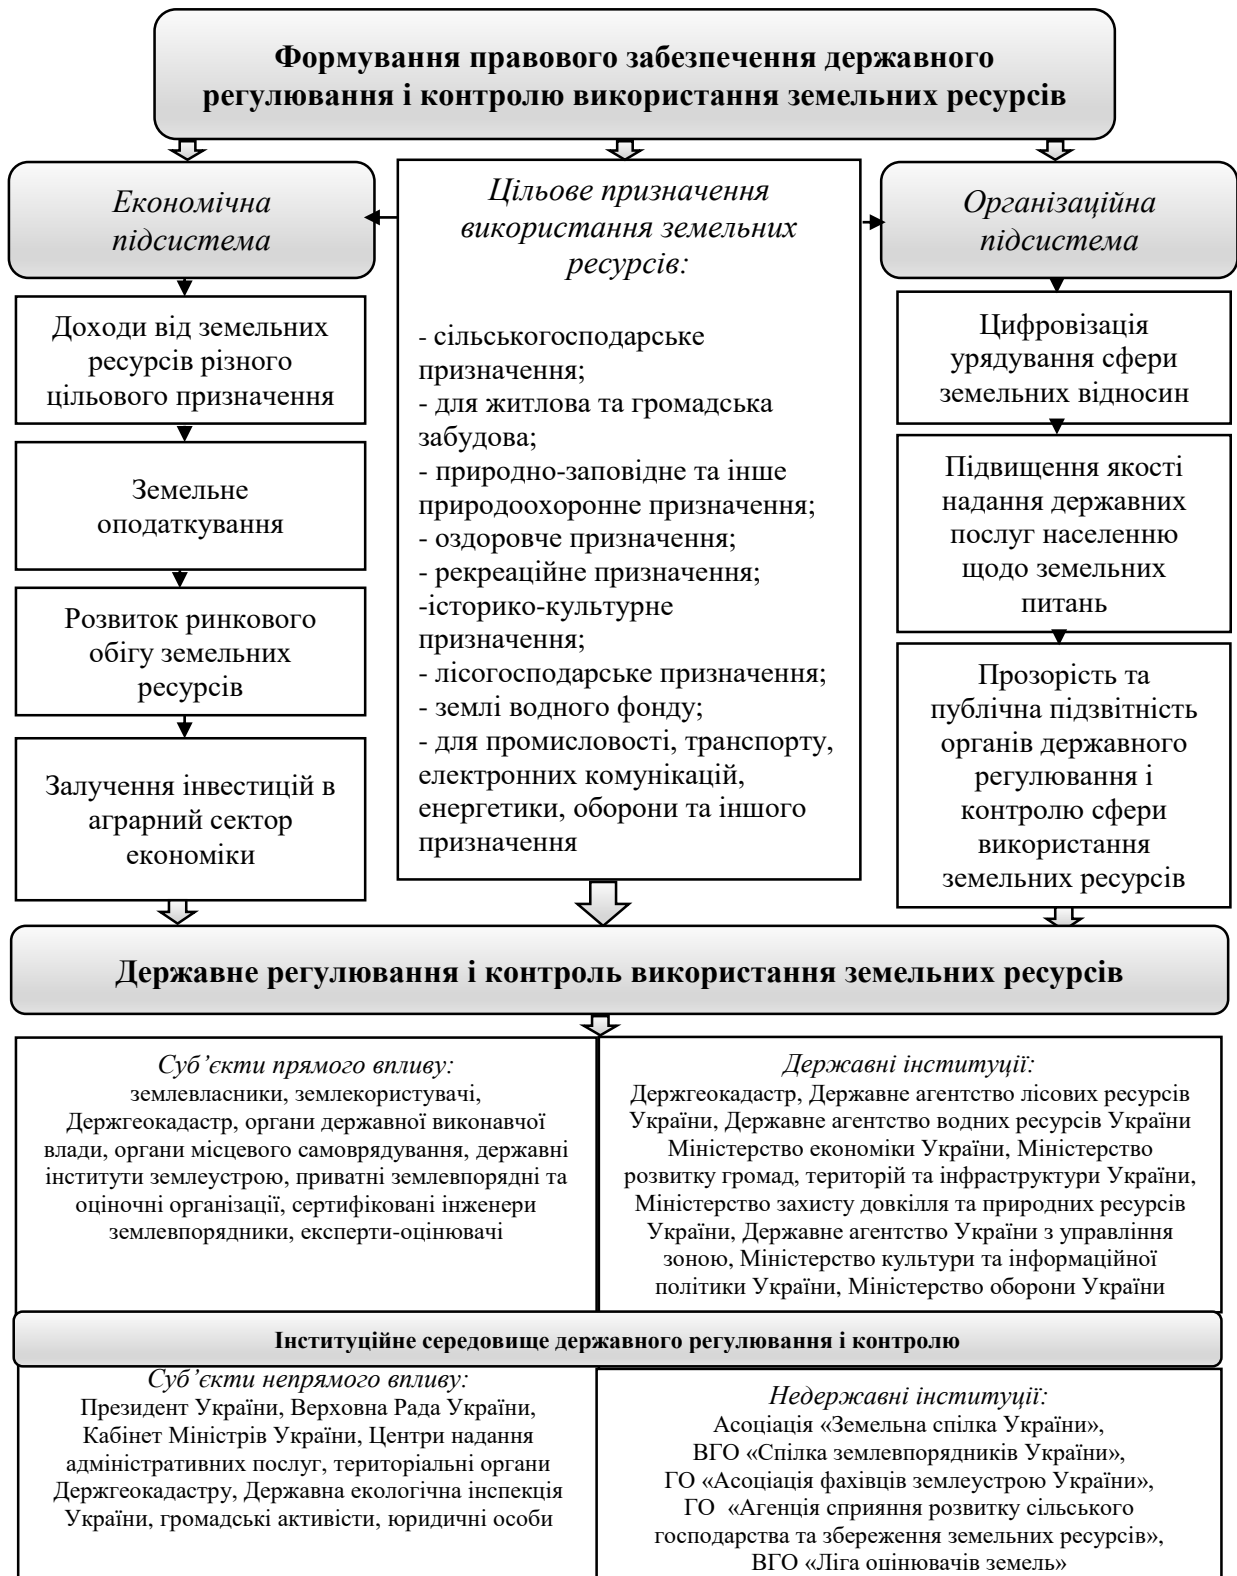 Формування правового забезпечення державного
регулювання і контролю використання земельних ресурсів
Економічна
підсистема
Доходи від земельних
ресурсів різного
цільового призначення
Земельне
оподаткування
Розвиток ринкового
обігу земельних
ресурсів
Залучення інвестицій в
аграрний сектор
економіки
Цільове призначення
використання земельних
ресурсів:
- сільськогосподарське
призначення;
- для житлова та громадська
забудова;
- природно-заповідне та інше
природоохоронне призначення;
- оздоровче призначення;
- рекреаційне призначення;
-історико-культурне
призначення;
- лісогосподарське призначення;
- землі водного фонду;
- для промисловості, транспорту,
електронних комунікацій,
енергетики, оборони та іншого
призначення
Організаційна
підсистема
Цифровізація
урядування сфери
земельних відносин
Підвищення якості
надання державних
послуг населенню
щодо земельних
питань
Прозорість та
публічна підзвітність
органів державного
регулювання і
контролю сфери
використання
земельних ресурсів
Державне регулювання і контроль використання земельних ресурсів
Суб’єкти прямого впливу:
землевласники, землекористувачі,
Держгеокадастр, органи державної виконавчої
влади, органи місцевого самоврядування, державні
інститути землеустрою, приватні землевпорядні та
оціночні організації, сертифіковані інженери
землевпорядники, експерти-оцінювачі
Державні інституції:
Держгеокадастр, Державне агентство лісових ресурсів
України, Державне агентство водних ресурсів України
Міністерство економіки України, Міністерство
розвитку громад, територій та інфраструктури України,
Міністерство захисту довкілля та природних ресурсів
України, Державне агентство України з управління
зоною, Міністерство культури та інформаційної
політики України, Міністерство оборони України
Інституційне середовище державного регулювання і контролю
Суб’єкти непрямого впливу:
Президент України, Верховна Рада України,
Кабінет Міністрів України, Центри надання
адміністративних послуг, територіальні органи
Держгеокадастру, Державна екологічна інспекція
України, громадські активісти, юридичні особи
Недержавні інституції:
Асоціація «Земельна спілка України»,
ВГО «Спілка землевпорядників України»,
ГО «Асоціація фахівців землеустрою України»,
ГО «Агенція сприяння розвитку сільського
господарства та збереження земельних ресурсів»,
ВГО «Ліга оцінювачів земель»